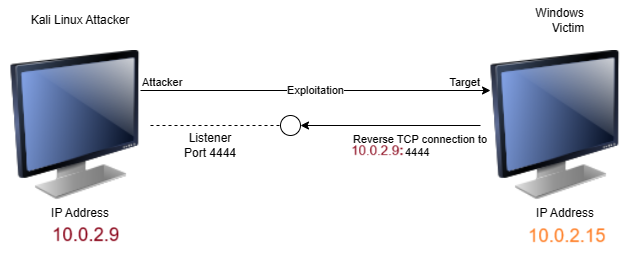 Kali Linux Attacker
Windows
Victim
Attacker
Exploitation
Target
Listener
Port 4444
Reverse TCP connection to
10.0.2.9:4444
IP Address
10.0.2.9
IP Address
10.0.2.15